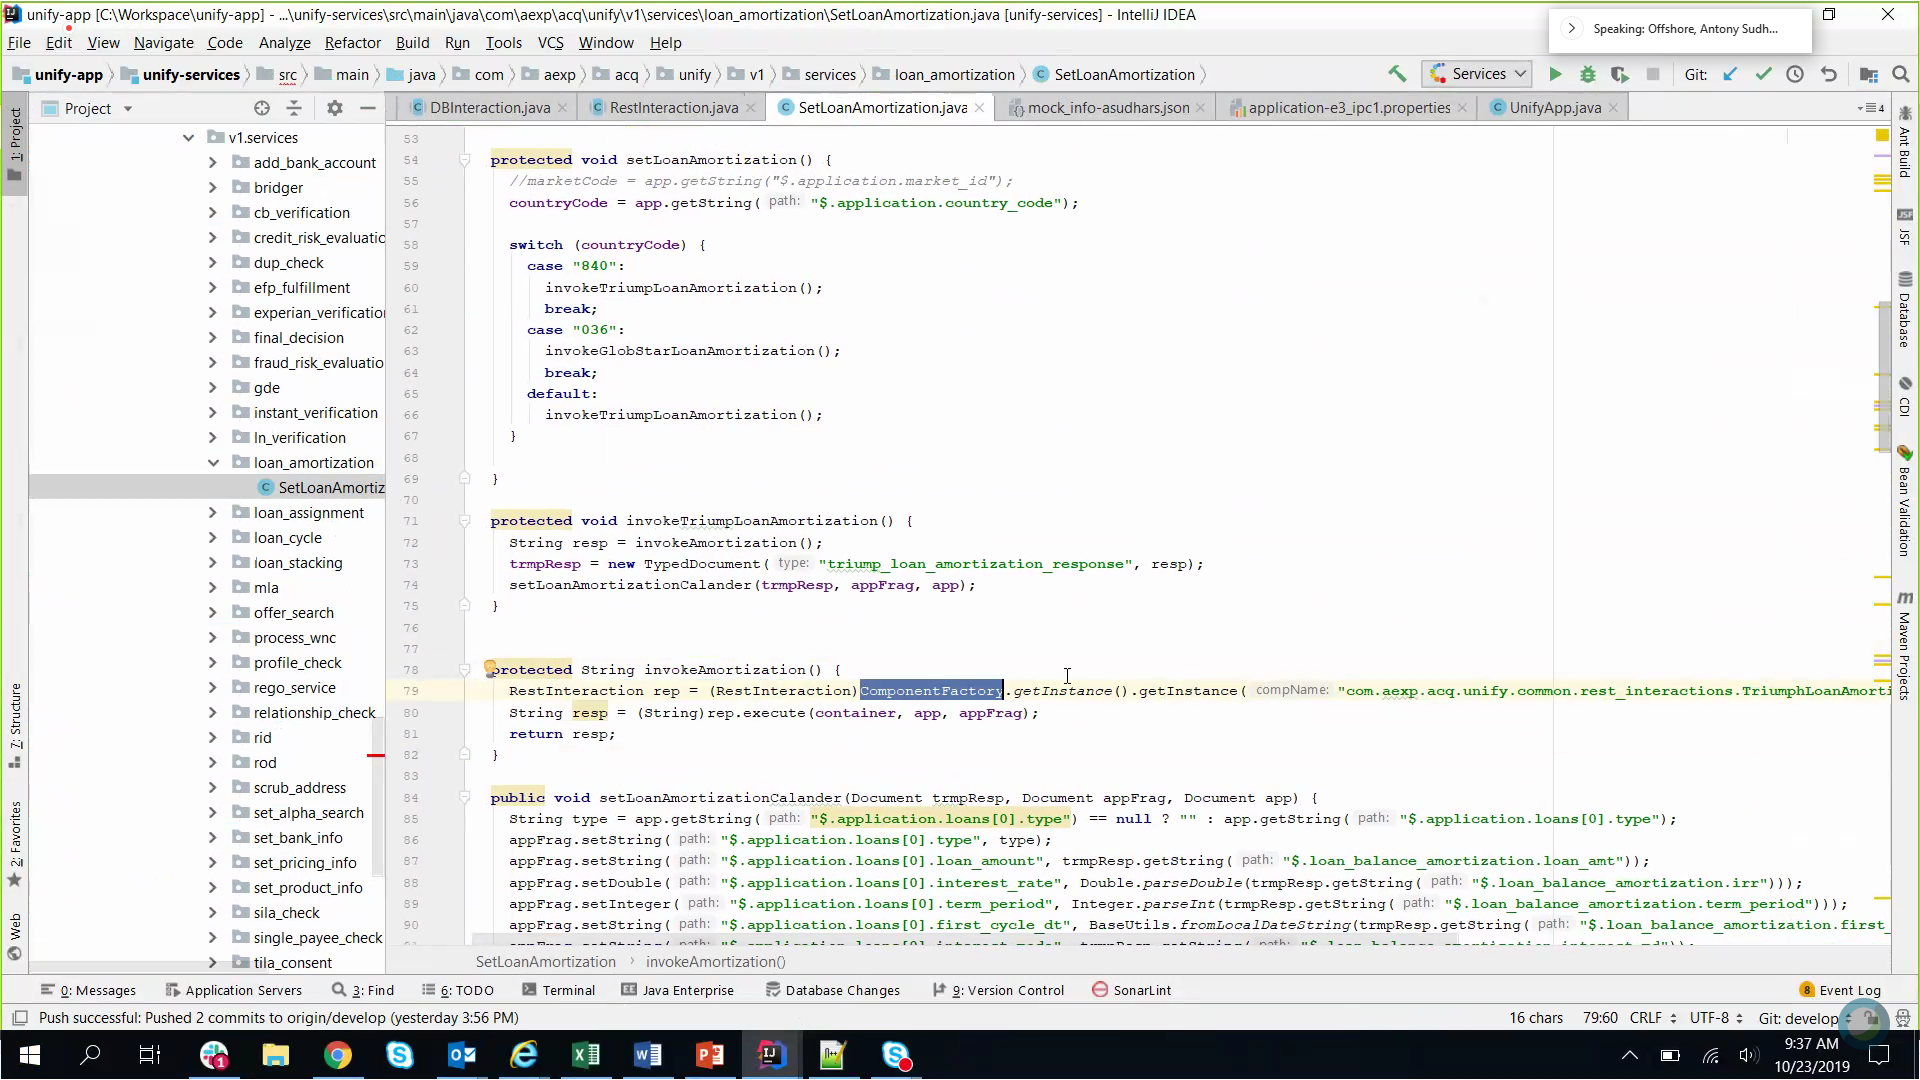 unify-app [C:\Workspace\unify-app] - ...\unify-services\src\main\java\com\aexp\acq\unify\v1\services\loan_amortization\SetLoanAmortization.java [unify-services] - IntelliJ IDEA
Speaking: Offshore, Antony Sudh...
File Edit View Navigate Code Analyze Refactor Build Run Tools VCS Window Help
unify-app unify-services src main java com aexp acq unify v1 services loan_amortization SetLoanAmortization Services Git:
Project DBInteraction.java RestInteraction.java SetLoanAmortization.java mock_info-asudhars.json application-e3_ipc1.properties UnifyApp.java 4
1: Project
7: Structure
2: Favorites
Web
v1.services
add_bank_account
bridger
cb_verification
credit_risk_evaluatio
dup_check
efp_fulfillment
experian_verificatio
final_decision
fraud_risk_evaluatio
gde
instant_verification
ln_verification
loan_amortization
SetLoanAmortiz
loan_assignment
loan_cycle
loan_stacking
mla
offer_search
process_wnc
profile_check
rego_service
relationship_check
rid
rod
scrub_address
set_alpha_search
set_bank_info
set_pricing_info
set_product_info
sila_check
single_payee_check
tila_consent
53
54 protected void setLoanAmortization() {
55 //marketCode = app.getString("$.application.market_id");
56 countryCode = app.getString( path: "$.application.country_code");
57
58 switch (countryCode) {
59 case "840":
60 invokeTriumpLoanAmortization();
61 break;
62 case "036":
63 invokeGlobStarLoanAmortization();
64 break;
65 default:
66 invokeTriumpLoanAmortization();
67 }
68
69 }
70
71 protected void invokeTriumpLoanAmortization() {
72 String resp = invokeAmortization();
73 trmpResp = new TypedDocument( type: "triump_loan_amortization_response", resp);
74 setLoanAmortizationCalander(trmpResp, appFrag, app);
75 }
76
77
78 protected String invokeAmortization() {
79 RestInteraction rep = (RestInteraction)ComponentFactory.getInstance().getInstance( compName: "com.aexp.acq.unify.common.rest_interactions.TriumphLoanAmorti
80 String resp = (String)rep.execute(container, app, appFrag);
81 return resp;
82 }
83
84 public void setLoanAmortizationCalander(Document trmpResp, Document appFrag, Document app) {
85 String type = app.getString( path: "$.application.loans[0].type") == null ? "" : app.getString( path: "$.application.loans[0].type");
86 appFrag.setString( path: "$.application.loans[0].type", type);
87 appFrag.setString( path: "$.application.loans[0].loan_amount", trmpResp.getString( path: "$.loan_balance_amortization.loan_amt"));
88 appFrag.setDouble( path: "$.application.loans[0].interest_rate", Double.parseDouble(trmpResp.getString( path: "$.loan_balance_amortization.irr")));
89 appFrag.setInteger( path: "$.application.loans[0].term_period", Integer.parseInt(trmpResp.getString( path: "$.loan_balance_amortization.term_period")));
90 appFrag.setString( path: "$.application.loans[0].first_cycle_dt", BaseUtils.fromLocalDateString(trmpResp.getString( path: "$.loan_balance_amortization.first_
SetLoanAmortization invokeAmortization()
Ant Build
JSF
Database
CDI
Bean Validation
Maven Projects
0: Messages Application Servers 3: Find 6: TODO Terminal Java Enterprise Database Changes 9: Version Control SonarLint 8 Event Log
Push successful: Pushed 2 commits to origin/develop (yesterday 3:56 PM) 16 chars 79:60 CRLF UTF-8 Git: develop
9:37 AM
10/23/2019